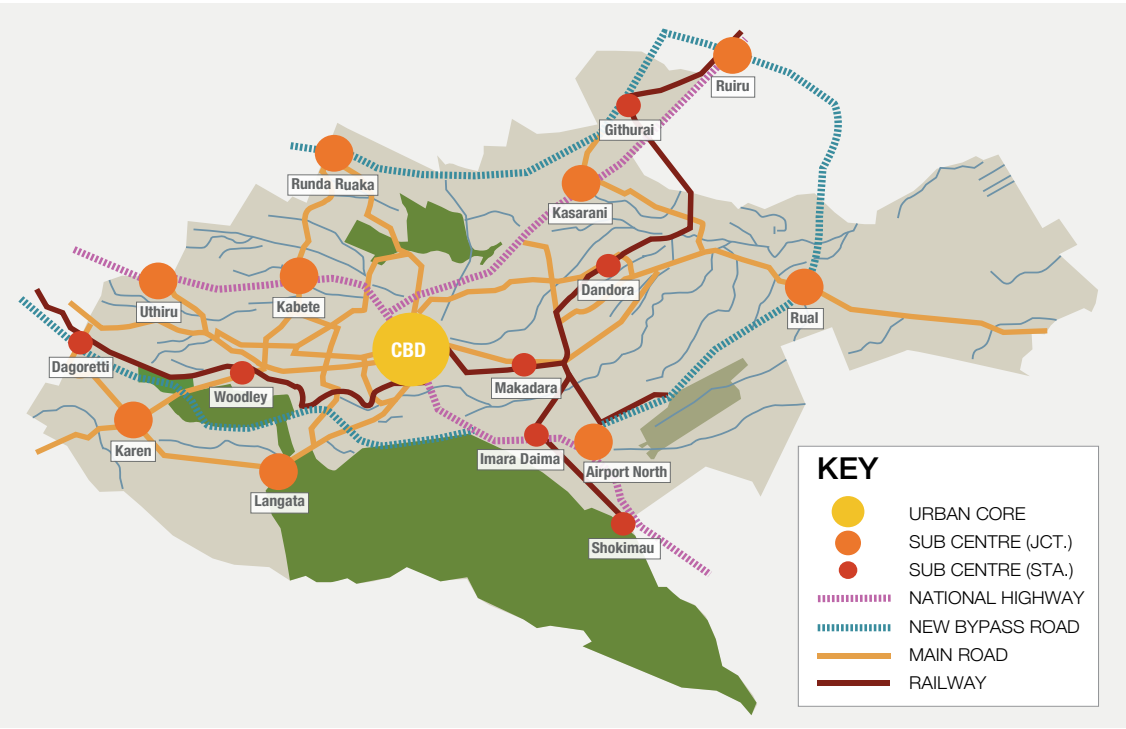 Ruiru
Githurai
Runda Ruaka
Kasarani
Uthiru
Kabete
Dandora
Rual
CBD
Dagoretti
Woodley
Makadara
Karen
Imara Daima
Airport North
Langata
Shokimau
KEY
URBAN CORE
SUB CENTRE (JCT.)
SUB CENTRE (STA.)
NATIONAL HIGHWAY
NEW BYPASS ROAD
MAIN ROAD
RAILWAY